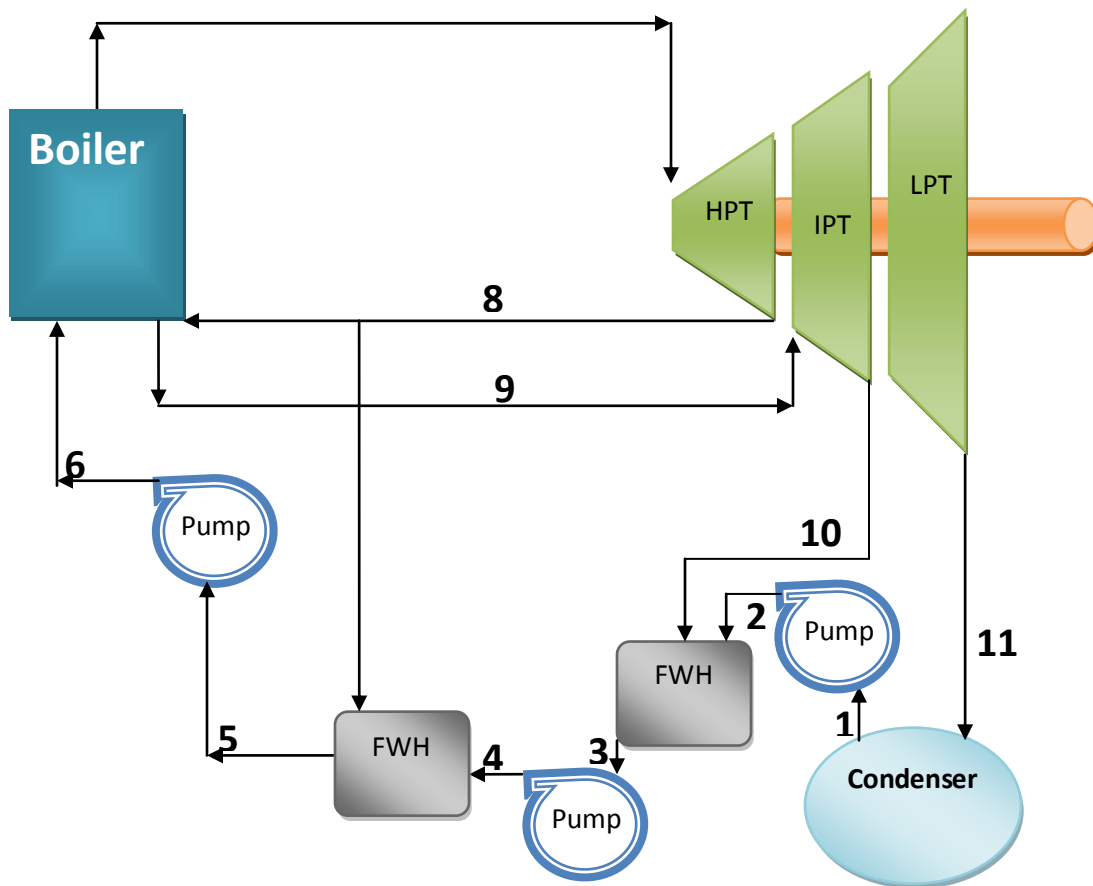 Boiler
HPT
IPT
LPT
8
9
6
Pump
10
2
Pump
FWH
11
1
5
FWH
4
3
Pump
Condenser